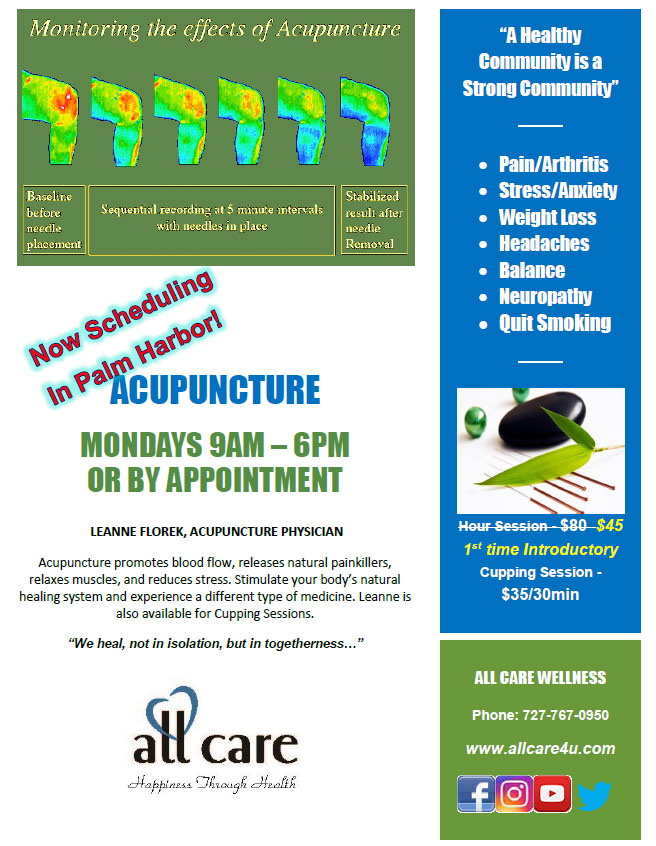 Monitoring the effects of Acupuncture
Baseline
before
needle
placement
Sequential recording at 5 minute intervals
with needles in place
Stabilized
result after
needle
Removal
Now Scheduling
In Palm Harbor!
ACUPUNCTURE
MONDAYS 9AM – 6PM
OR BY APPOINTMENT
LEANNE FLOREK, ACUPUNCTURE PHYSICIAN
Acupuncture promotes blood flow, releases natural painkillers,
relaxes muscles, and reduces stress. Stimulate your body's natural
healing system and experience a different type of medicine. Leanne is
also available for Cupping Sessions.
“We heal, not in isolation, but in togetherness…”
all care
Happiness Through Health
“A Healthy
Community is a
Strong Community”
• Pain/Arthritis
• Stress/Anxiety
• Weight Loss
• Headaches
• Balance
• Neuropathy
• Quit Smoking
Hour Session - $80 $45
1st time Introductory
Cupping Session -
$35/30min
ALL CARE WELLNESS
Phone: 727-767-0950
www.allcare4u.com